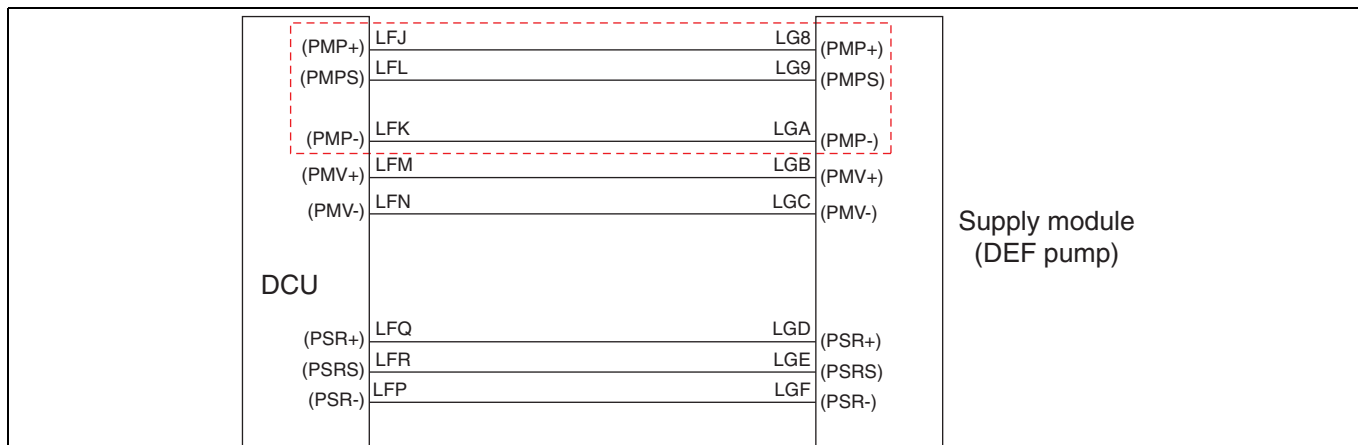 (PMP+) LFJ LG8 (PMP+)
(PMPS) LFL LG9 (PMPS)
(PMP-) LFK LGA (PMP-)
(PMV+) LFM LGB (PMV+)
(PMV-) LFN LGC (PMV-)
Supply module
(DEF pump)
DCU
(PSR+) LFQ LGD (PSR+)
(PSRS) LFR LGE (PSRS)
(PSR-) LFP LGF (PSR-)